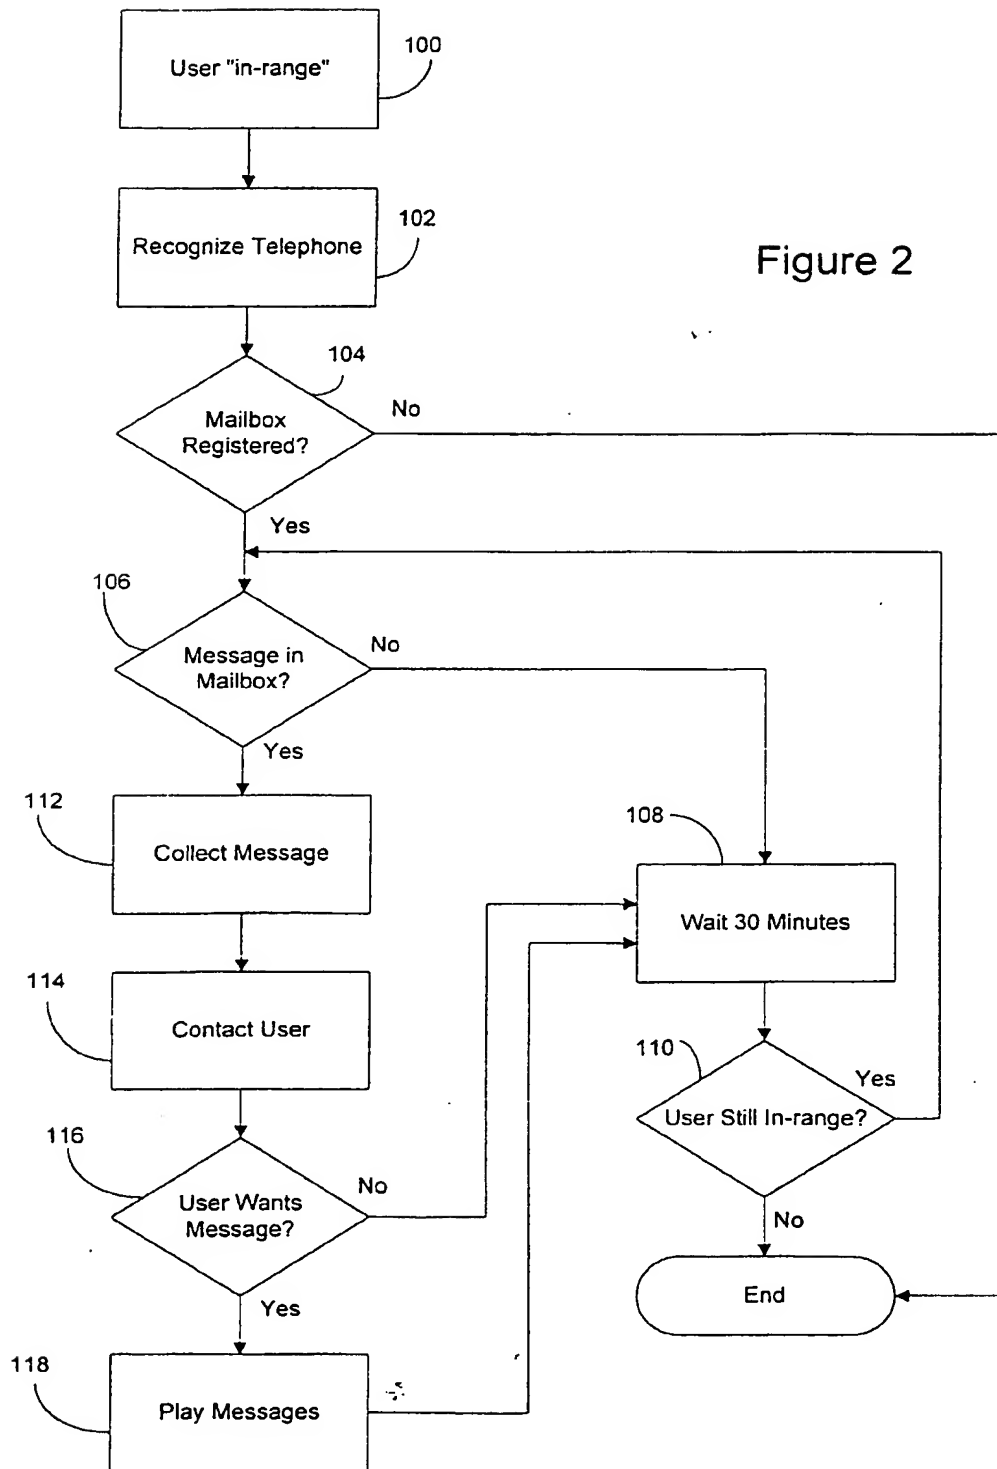 User "in-range"
100
Recognize Telephone
102
Figure 2
104
Mailbox
Registered?
No
Yes
106
Message in
Mailbox?
No
Yes
112
Collect Message
108
Wait 30 Minutes
114
Contact User
110
User Still In-range?
Yes
No
116
User Wants
Message?
No
Yes
End
118
Play Messages